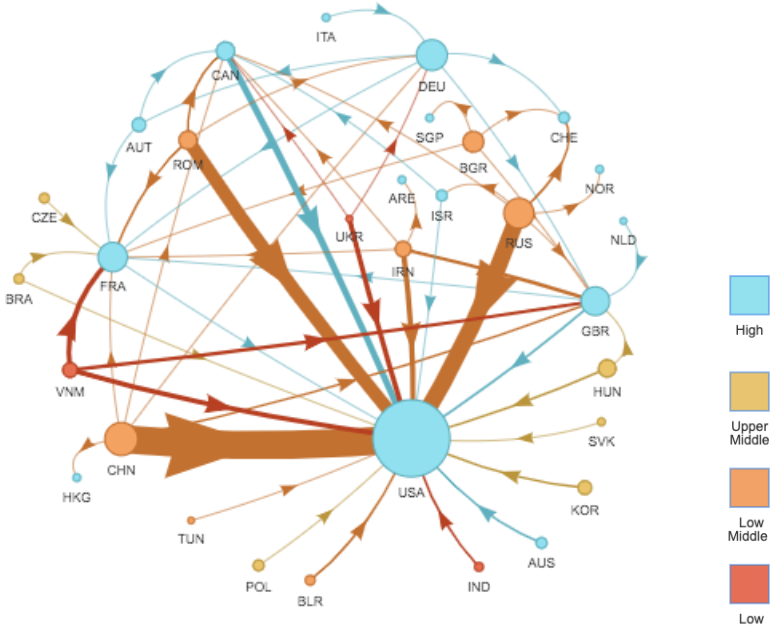 ITA
CAN
DEU
SGP
CHE
AUT
ROM
BGR
NOR
ARE
ISR
CZE
UKR
RUS
NLD
IRN
FRA
BRA
GBR
High
VNM
HUN
Upper
Middle
SVK
CHN
USA
HKG
KOR
Low
Middle
TUN
AUS
POL
IND
BLR
Low